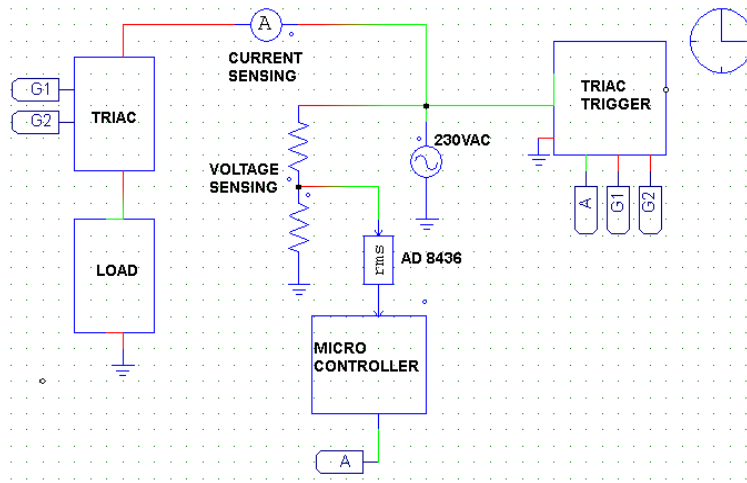 A
CURRENT
SENSING
G1
G2
TRIAC
TRIAC
TRIGGER
230VAC
VOLTAGE
SENSING
A
G1
G2
LOAD
rms
AD 8436
MICRO
CONTROLLER
A